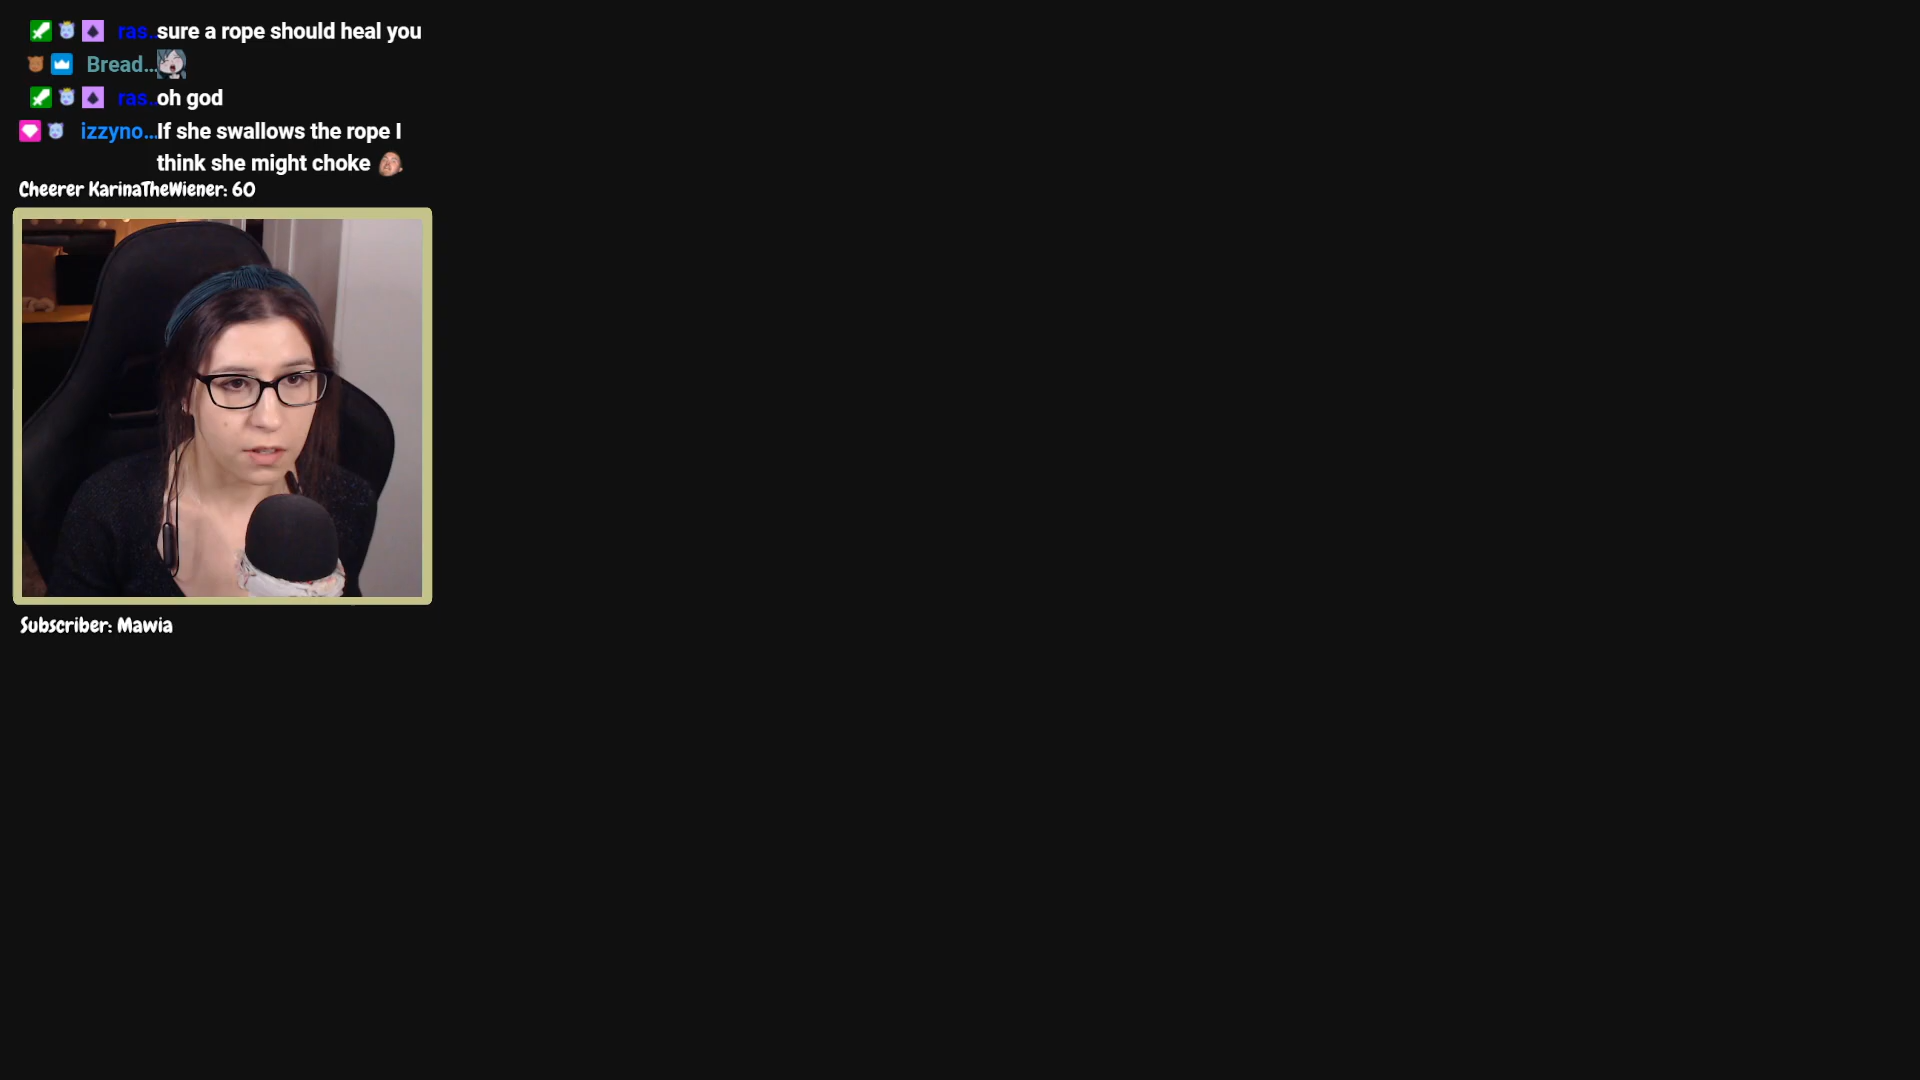 ras..sure a rope should heal you
Bread...
ras..oh god
izzyno...If she swallows the rope I
think she might choke
Cheerer KarinaTheWiener: 60
Subscriber: Mawia